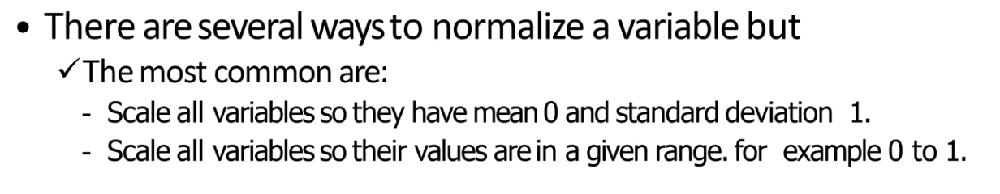 • There are several ways to normalize a variable but
✓ The most common are:
- Scale all variables so they have mean 0 and standard deviation 1.
- Scale all variables so their values are in a given range. for example 0 to 1.